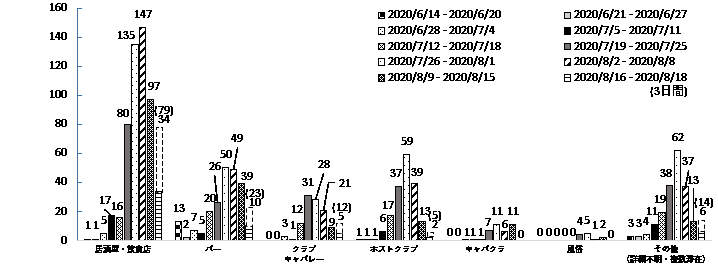 160
140
120
100
80
60
40
20
0
2020/6/14 - 2020/6/20
2020/6/21 - 2020/6/27
2020/6/28 - 2020/7/4
2020/7/5 - 2020/7/11
2020/7/12 - 2020/7/18
2020/7/19 - 2020/7/25
2020/7/26 - 2020/8/1
2020/8/2 - 2020/8/8
2020/8/9 - 2020/8/15
2020/8/16 - 2020/8/18
(3日間)
1 1 5 17 16 80 135 147 97 (79) 34
13 2 7 5 20 26 50 49 39 (23) 10
0 0 3 1 12 31 28 21 9 (12) 5
1 1 1 6 17 37 59 39 13 (5) 2
0 0 1 1 1 7 11 6 11 0
0 0 0 0 0 4 5 1 2 0
3 3 4 11 19 38 62 37 13 (14) 6
居酒屋・飲食店
バー
クラブ
キャバレー
ホストクラブ
キャバクラ
風俗
その他
(詳細不明・複数滞在)